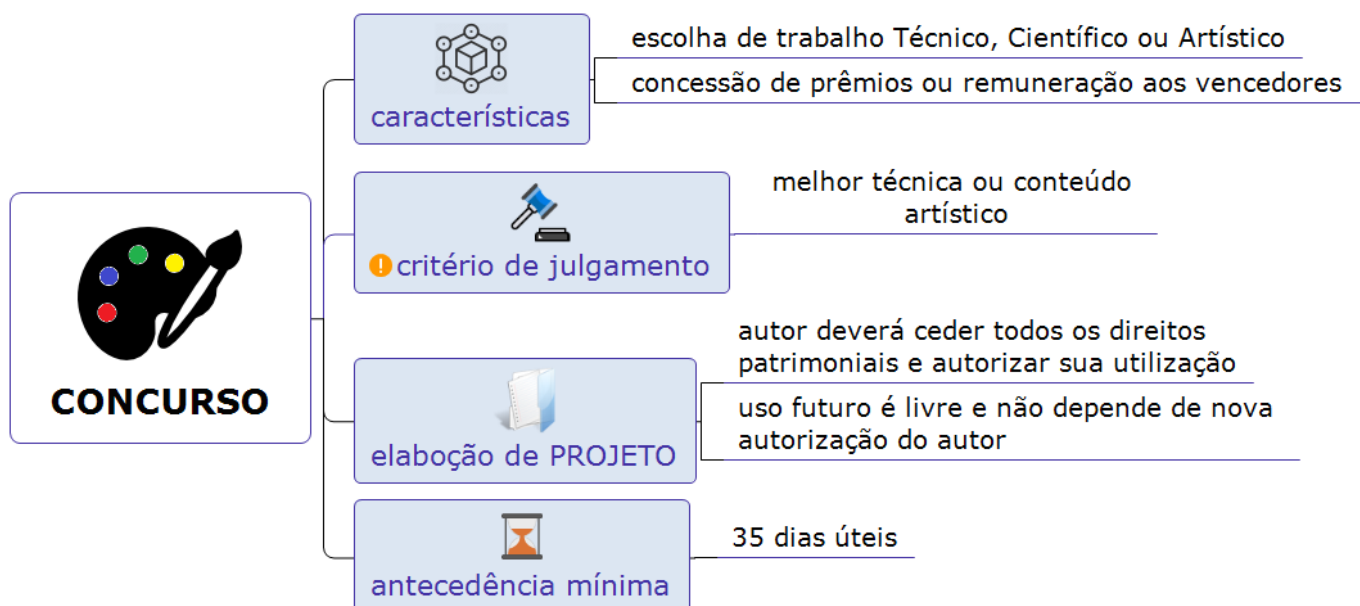 CONCURSO
características
escolha de trabalho Técnico, Científico ou Artístico
concessão de prêmios ou remuneração aos vencedores
critério de julgamento
melhor técnica ou conteúdo
artístico
elaboção de PROJETO
autor deverá ceder todos os direitos
patrimoniais e autorizar sua utilização
uso futuro é livre e não depende de nova
autorização do autor
antecedência mínima
35 dias úteis